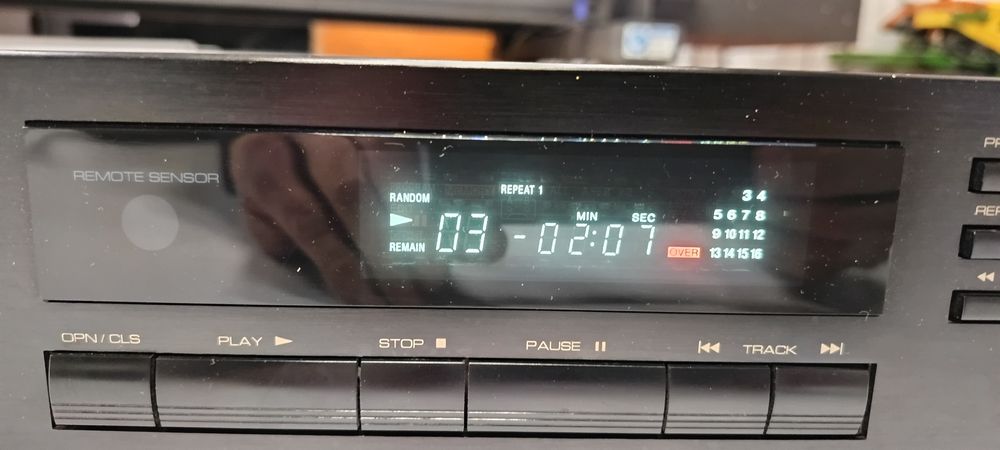 REMOTE SENSOR
REPEAT 1
RANDOM
3 4
MIN SEC
5 6 7 8
03 -02:07
9 10 11 12
REMAIN
OVER
13 14 15 16
OPN / CLS
PLAY
STOP
PAUSE
TRACK